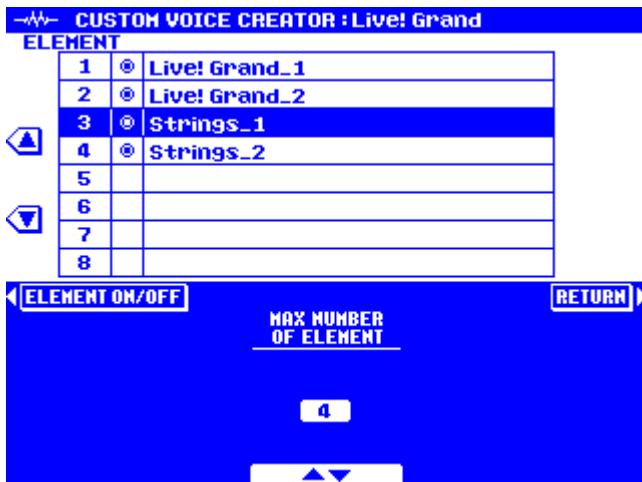 CUSTOM VOICE CREATOR : Live! Grand
ELEMENT
1 Live! Grand_1
2 Live! Grand_2
3 Strings_1
4 Strings_2
5
6
7
8
ELEMENT ON/OFF
RETURN
MAX NUMBER
OF ELEMENT
4